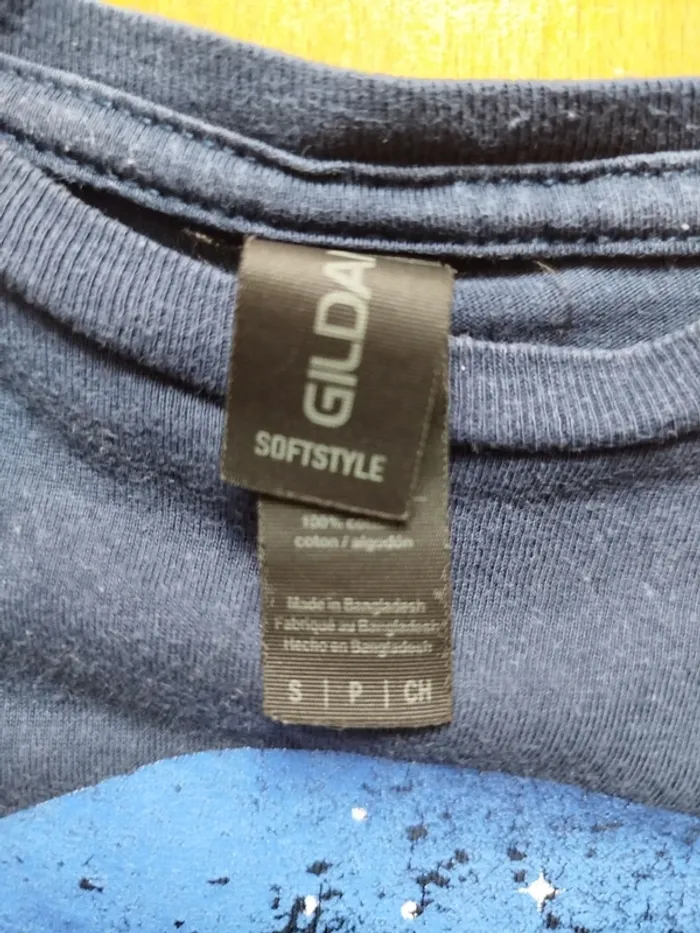 GILDA
SOFTSTYLE
100%
coton / algodón
Made in Bangladesh
Fabriqué au Bangladesh
Hecho en Bangladesh
S | P | CH